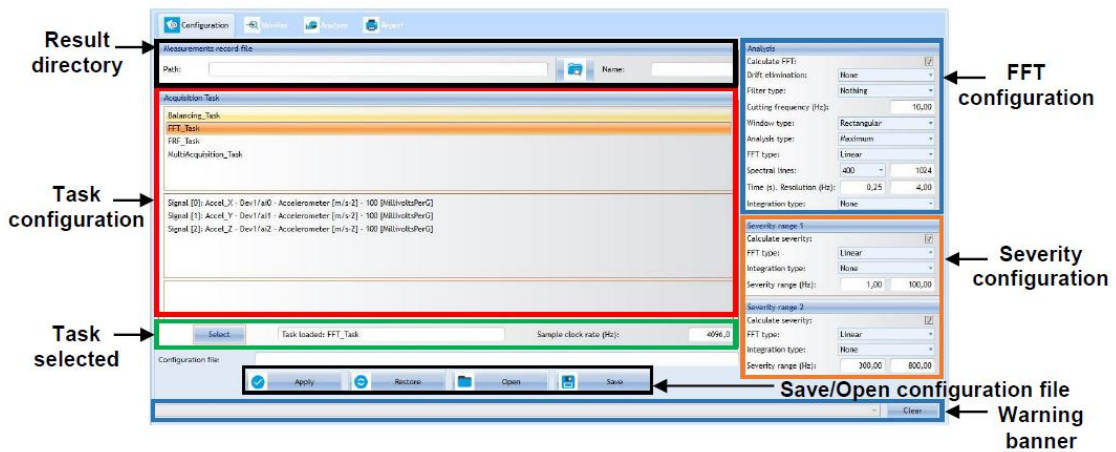 Configuration
Report
Result
directory
Measurements record file
Path:
Name:
Acquisition Task
Balancing_Task
FFT_Task
FRF_Task
MultiAcquisition_Task
Task
configuration
Signal [0]: Accel_X - Dev1/ai0 - Accelerometer [m/s-2] - 100 [MillivoltsPerG]
Signal [1]: Accel_Y - Dev1/ai1 - Accelerometer [m/s-2] - 100 [MillivoltsPerG]
Signal [2]: Accel_Z - Dev1/ai2 - Accelerometer [m/s-2] - 100 [MillivoltsPerG]
Task
selected
Select
Task loaded: FFT_Task
Sample clock rate (Hz):
4096,0
Configuration file:
Apply
Restore
Open
Save
Analysis
Calculate FFT:
Drift elimination: None
Filter type: Nothing
Cutting frequency (Hz): 10,00
Window type: Rectangular
Analysis type: Maximum
FFT type: Linear
Spectral lines: 400 1024
Time (s). Resolution (Hz): 0,25 4,00
Integration type: None
FFT
configuration
Severity range 1
Calculate severity:
FFT type: Linear
Integration type: None
Severity range (Hz): 1,00 100,00
Severity range 2
Calculate severity:
FFT type: Linear
Integration type: None
Severity range (Hz): 300,00 800,00
Severity
configuration
Save/Open configuration file
Clear
Warning
banner